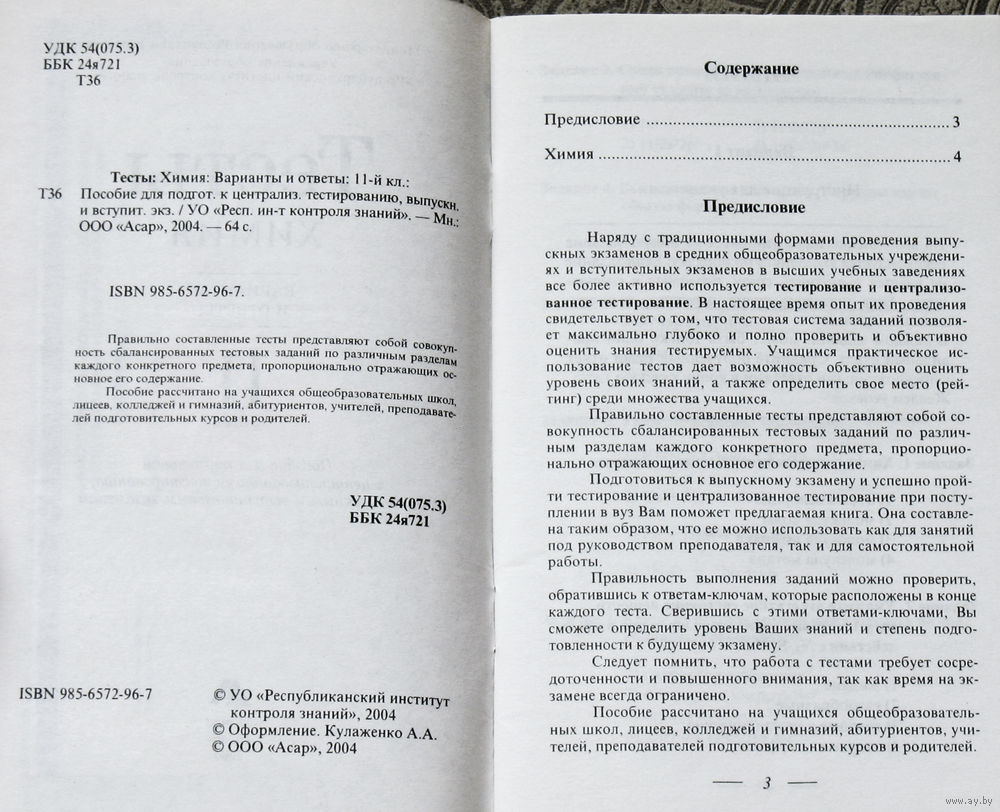 УДК 54(075.3)
ББК 24я721
Т36
Тесты: Химия: Варианты и ответы: 11-й кл.:
Т36 Пособие для подгот. к централиз. тестированию, выпускн.
и вступит. экз. / УО «Респ. ин-т контроля знаний». — Мн.:
ООО «Асар», 2004. — 64 с.
ISBN 985-6572-96-7.
Правильно составленные тесты представляют собой совокуп-
ность сбалансированных тестовых заданий по различным разделам
каждого конкретного предмета, пропорционально отражающих ос-
новное его содержание.
Пособие рассчитано на учащихся общеобразовательных школ,
лицеев, колледжей и гимназий, абитуриентов, учителей, преподавате-
лей подготовительных курсов и родителей.
УДК 54(075.3)
ББК 24я721
ISBN 985-6572-96-7
© УО «Республиканский институт
контроля знаний», 2004
© Оформление. Кулаженко А.А.
© ООО «Асар», 2004
Содержание
Предисловие ........................................................ 3
Химия ................................................................ 4
Предисловие
Наряду с традиционными формами проведения выпу-
скных экзаменов в средних общеобразовательных учреждени-
ях и вступительных экзаменов в высших учебных заведениях
все более активно используется тестирование и централизо-
ванное тестирование. В настоящее время опыт их проведения
свидетельствует о том, что тестовая система заданий позволя-
ет максимально глубоко и полно проверить и объективно
оценить знания тестируемых. Учащимся практическое ис-
пользование тестов дает возможность объективно оценить
уровень своих знаний, а также определить свое место (рей-
тинг) среди множества учащихся.
Правильно составленные тесты представляют собой со-
вокупность сбалансированных тестовых заданий по различ-
ным разделам каждого конкретного предмета, пропорцио-
нально отражающих основное его содержание.
Подготовиться к выпускному экзамену и успешно прой-
ти тестирование и централизованное тестирование при посту-
плении в вуз Вам поможет предлагаемая книга. Она составле-
на таким образом, что ее можно использовать как для занятий
под руководством преподавателя, так и для самостоятельной
работы.
Правильность выполнения заданий можно проверить,
обратившись к ответам-ключам, которые расположены в конце
каждого теста. Сверившись с этими ответами-ключами, Вы
сможете определить уровень Ваших знаний и степень подго-
товленности к будущему экзамену.
Следует помнить, что работа с тестами требует сосре-
доточенности и повышенного внимания, так как время на эк-
замене всегда ограничено.
Пособие рассчитано на учащихся общеобразователь-
ных школ, лицеев, колледжей и гимназий, абитуриентов, учи-
телей, преподавателей подготовительных курсов и родителей.
— 3 —
www.ay.by